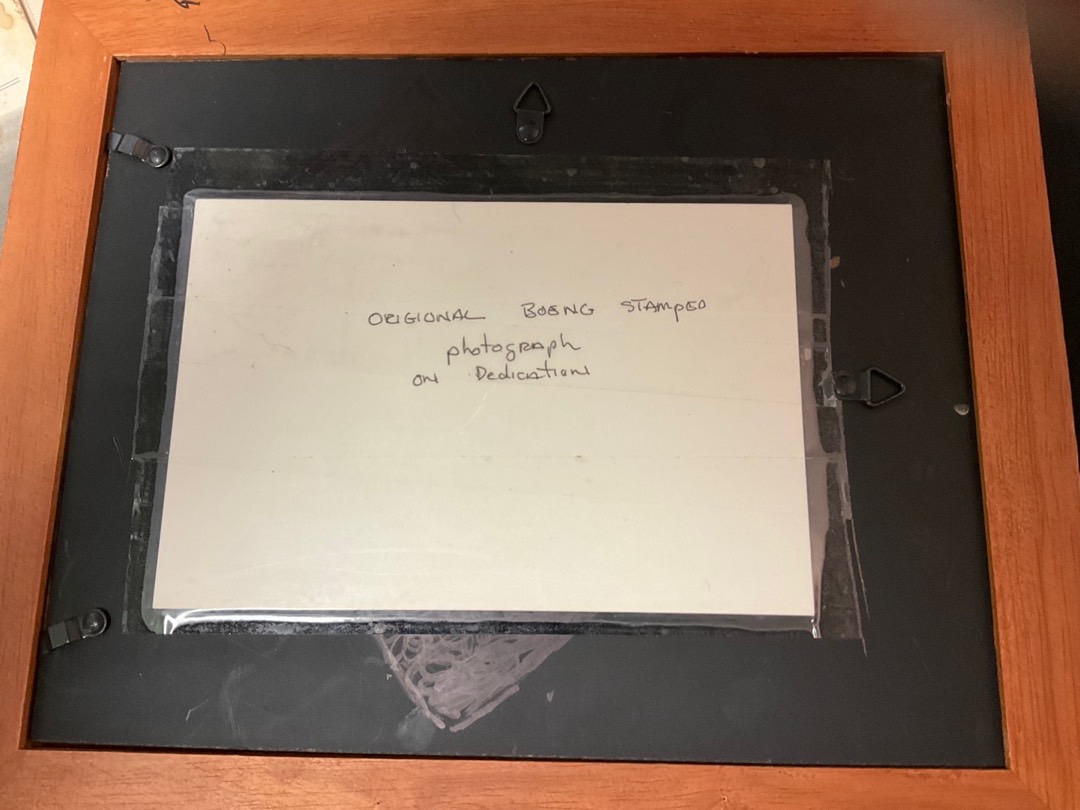 ORIGIONAL BOENG STAMPED
photograph
on Dedication